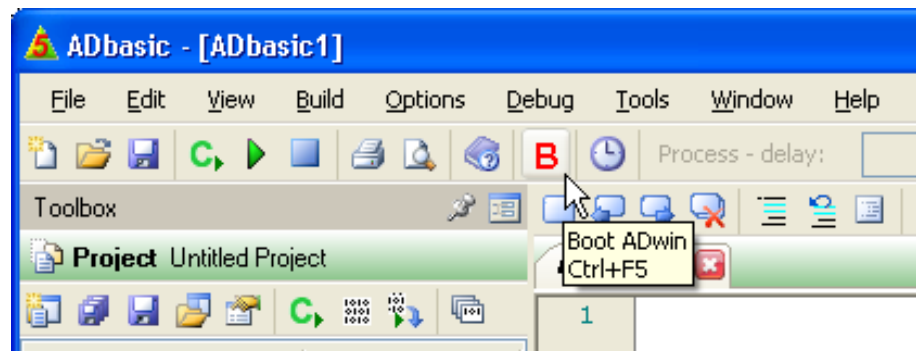 ADbasic - [ADbasic1]
File Edit View Build Options Debug Tools Window Help
B Process - delay:
Toolbox
Boot ADwin
Ctrl+F5
Project Untitled Project
1